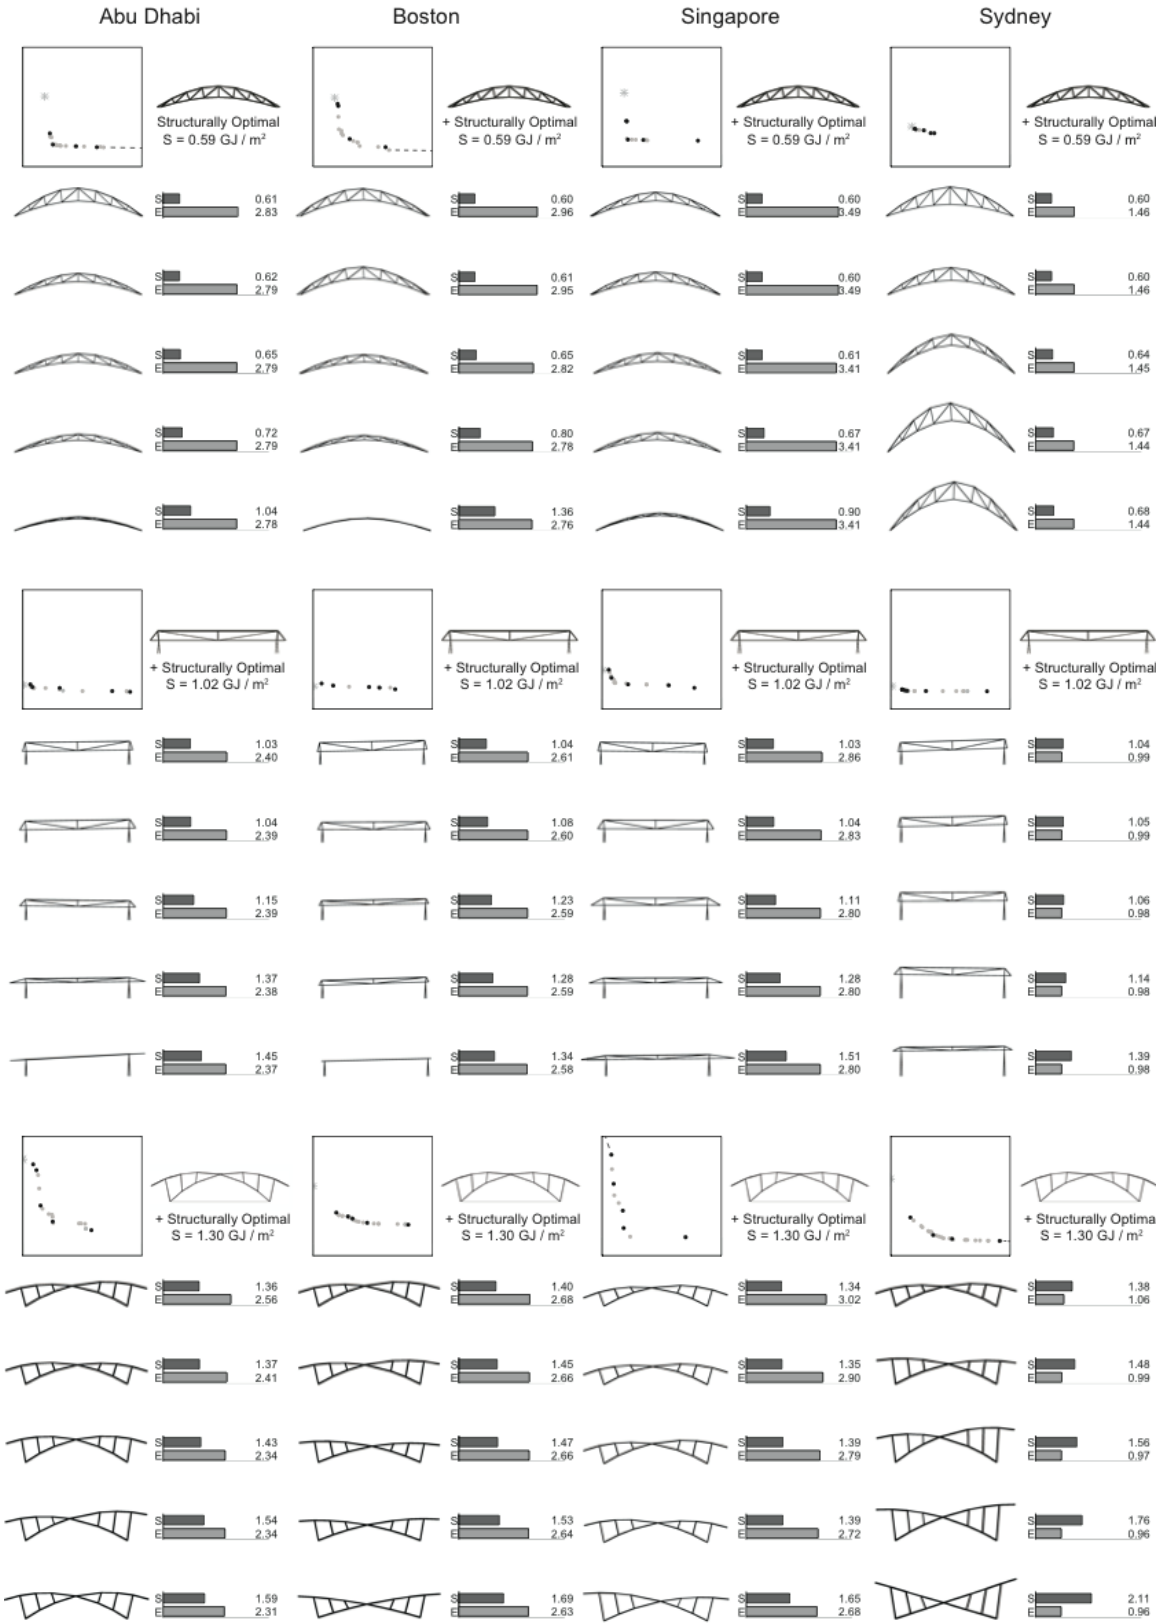 Abu Dhabi Boston Singapore Sydney
Structurally Optimal + Structurally Optimal + Structurally Optimal + Structurally Optimal
S = 0.59 GJ / m² S = 0.59 GJ / m² S = 0.59 GJ / m² S = 0.59 GJ / m²
S 0.61 S 0.60 S 0.60 S 0.60
E 2.83 E 2.96 E 3.49 E 1.46
S 0.62 S 0.61 S 0.60 S 0.60
E 2.79 E 2.95 E 3.49 E 1.46
S 0.65 S 0.65 S 0.61 S 0.64
E 2.79 E 2.82 E 3.41 E 1.45
S 0.72 S 0.80 S 0.67 S 0.67
E 2.79 E 2.78 E 3.41 E 1.44
S 1.04 S 1.36 S 0.90 S 0.68
E 2.78 E 2.76 E 3.41 E 1.44
+ Structurally Optimal + Structurally Optimal + Structurally Optimal + Structurally Optima
S = 1.02 GJ / m² S = 1.02 GJ / m² S = 1.02 GJ / m² S = 1.02 GJ / m²
S 1.03 S 1.04 S 1.03 S 1.04
E 2.40 E 2.61 E 2.86 E 0.99
S 1.04 S 1.08 S 1.04 S 1.05
E 2.39 E 2.60 E 2.83 E 0.99
S 1.15 S 1.23 S 1.11 S 1.06
E 2.39 E 2.59 E 2.80 E 0.98
S 1.37 S 1.28 S 1.28 S 1.14
E 2.38 E 2.59 E 2.80 E 0.98
S 1.45 S 1.34 S 1.51 S 1.39
E 2.37 E 2.58 E 2.80 E 0.98
+ Structurally Optimal + Structurally Optimal + Structurally Optimal + Structurally Optima
S = 1.30 GJ / m² S = 1.30 GJ / m² S = 1.30 GJ / m² S = 1.30 GJ / m²
S 1.36 S 1.40 S 1.34 S 1.38
E 2.56 E 2.68 E 3.02 E 1.06
S 1.37 S 1.45 S 1.35 S 1.48
E 2.41 E 2.66 E 2.90 E 0.99
S 1.43 S 1.47 S 1.39 S 1.56
E 2.34 E 2.66 E 2.79 E 0.97
S 1.54 S 1.53 S 1.39 S 1.76
E 2.34 E 2.64 E 2.72 E 0.96
S 1.59 S 1.69 S 1.65 S 2.11
E 2.31 E 2.63 E 2.68 E 0.96